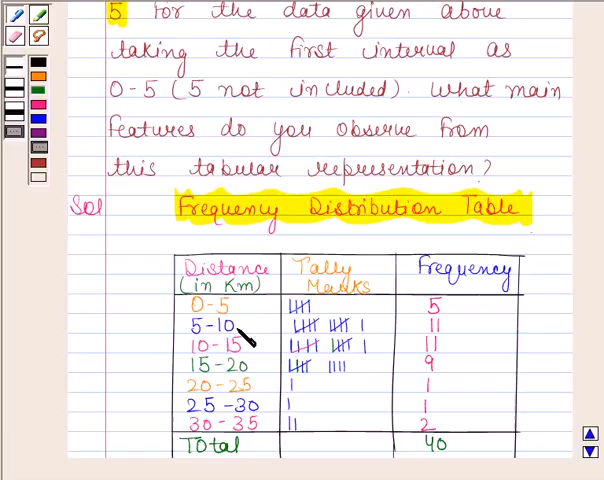 5 for the data given above
taking the first interval as
0-5 (5 not included). What main
features do you observe from
this tabular representation?
Sol Frequency Distribution Table
Distance (in Km) Tally Marks Frequency
0-5 𝍸 5
5-10 𝍸 𝍸 | 11
10-15 𝍸 𝍸 | 11
15-20 𝍸 |||| 9
20-25 | 1
25-30 | 1
30-35 || 2
Total 40